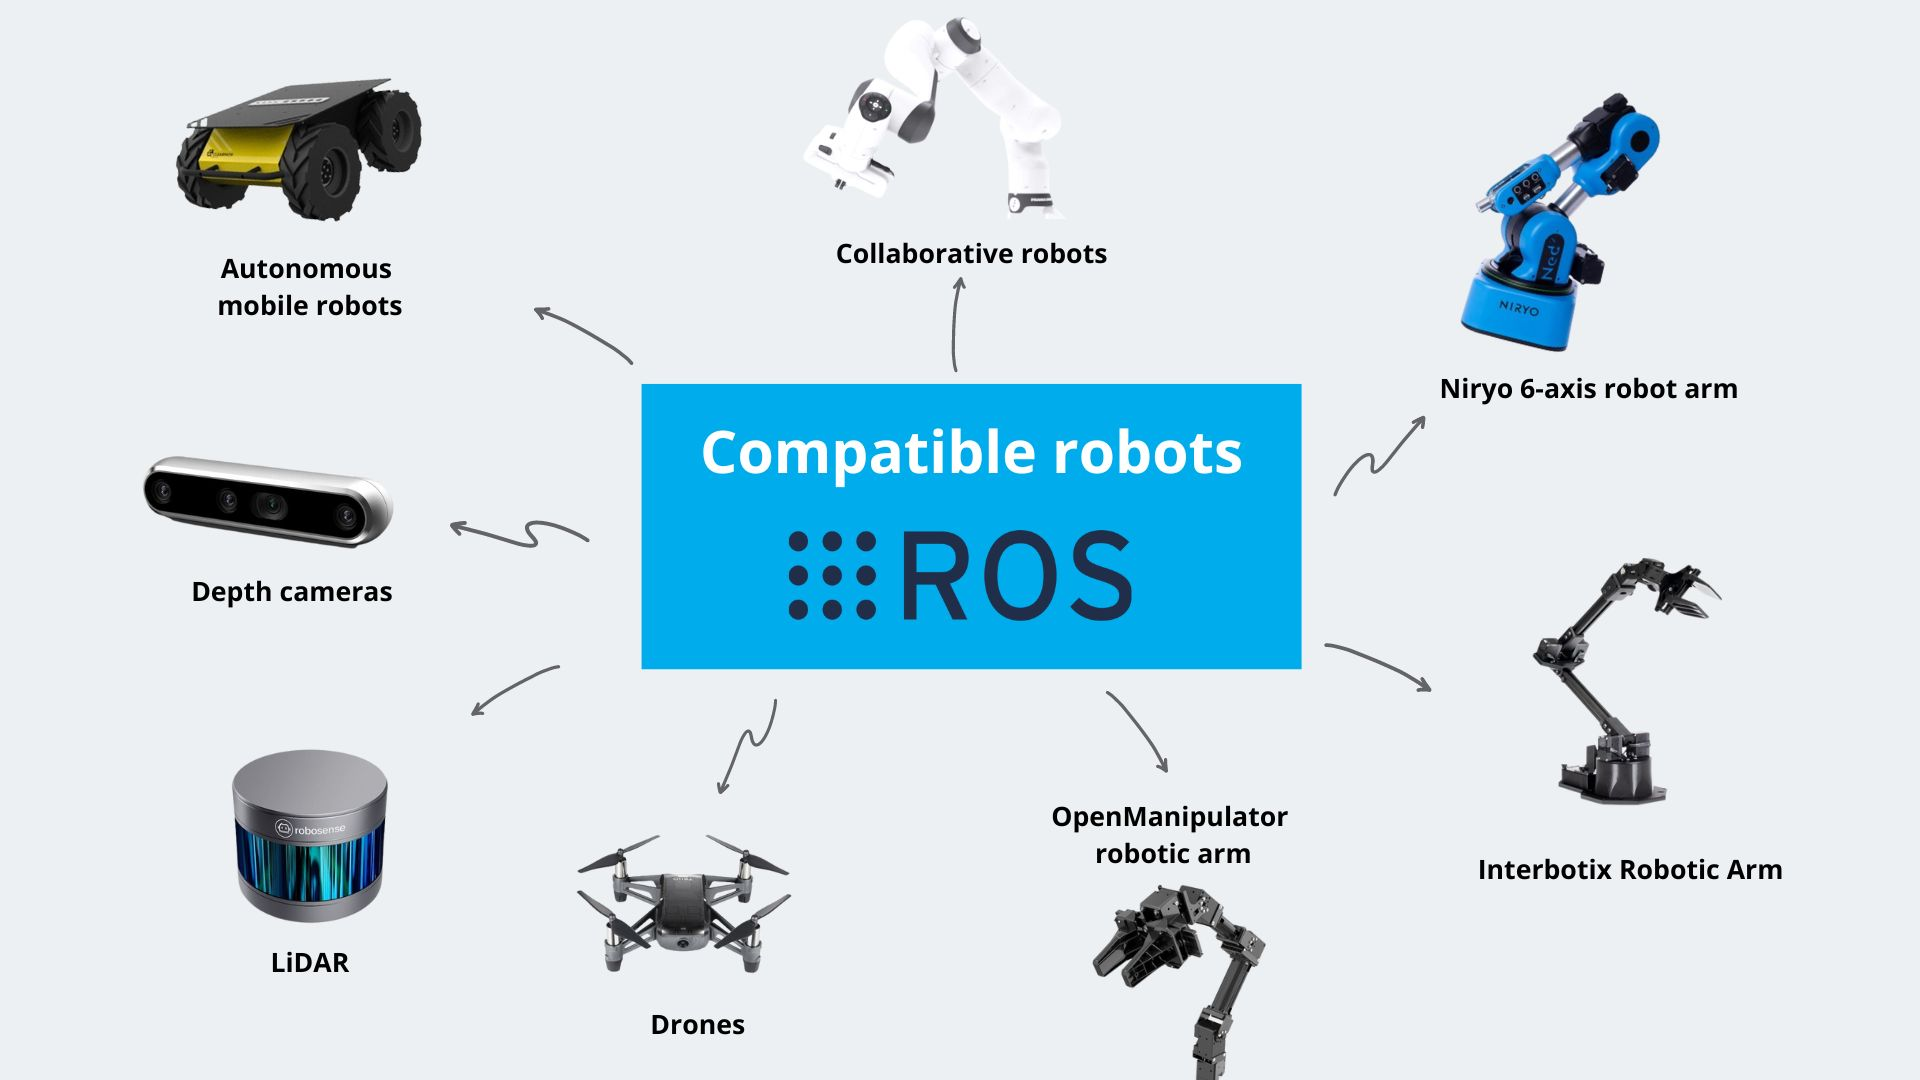 Autonomous
mobile robots
Collaborative robots
Ned
NIRYO
Niryo 6-axis robot arm
Compatible robots
ROS
Depth cameras
robosense
LiDAR
Drones
OpenManipulator
robotic arm
Interbotix Robotic Arm